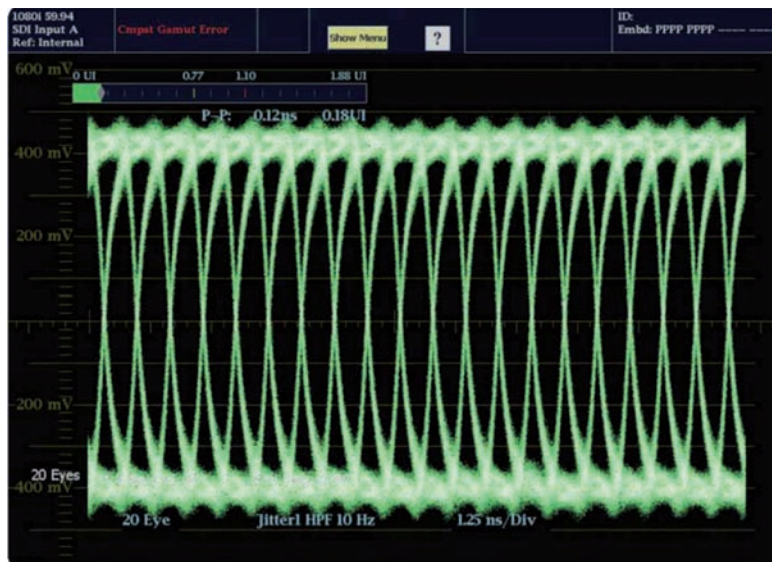 1080i 59.94
SDI Input A
Ref: Internal
Cmpst Gamut Error
Show Menu
?
ID:
Embd: PPPP PPPP ---- ----
600 mV
0 UI 0.77 1.10 1.88 UI
P-P: 0.12ns 0.18UI
400 mV
200 mV
-200 mV
20 Eyes
-400 mV
20 Eye Jitter1 HPF 10 Hz 1.25 ns/Div